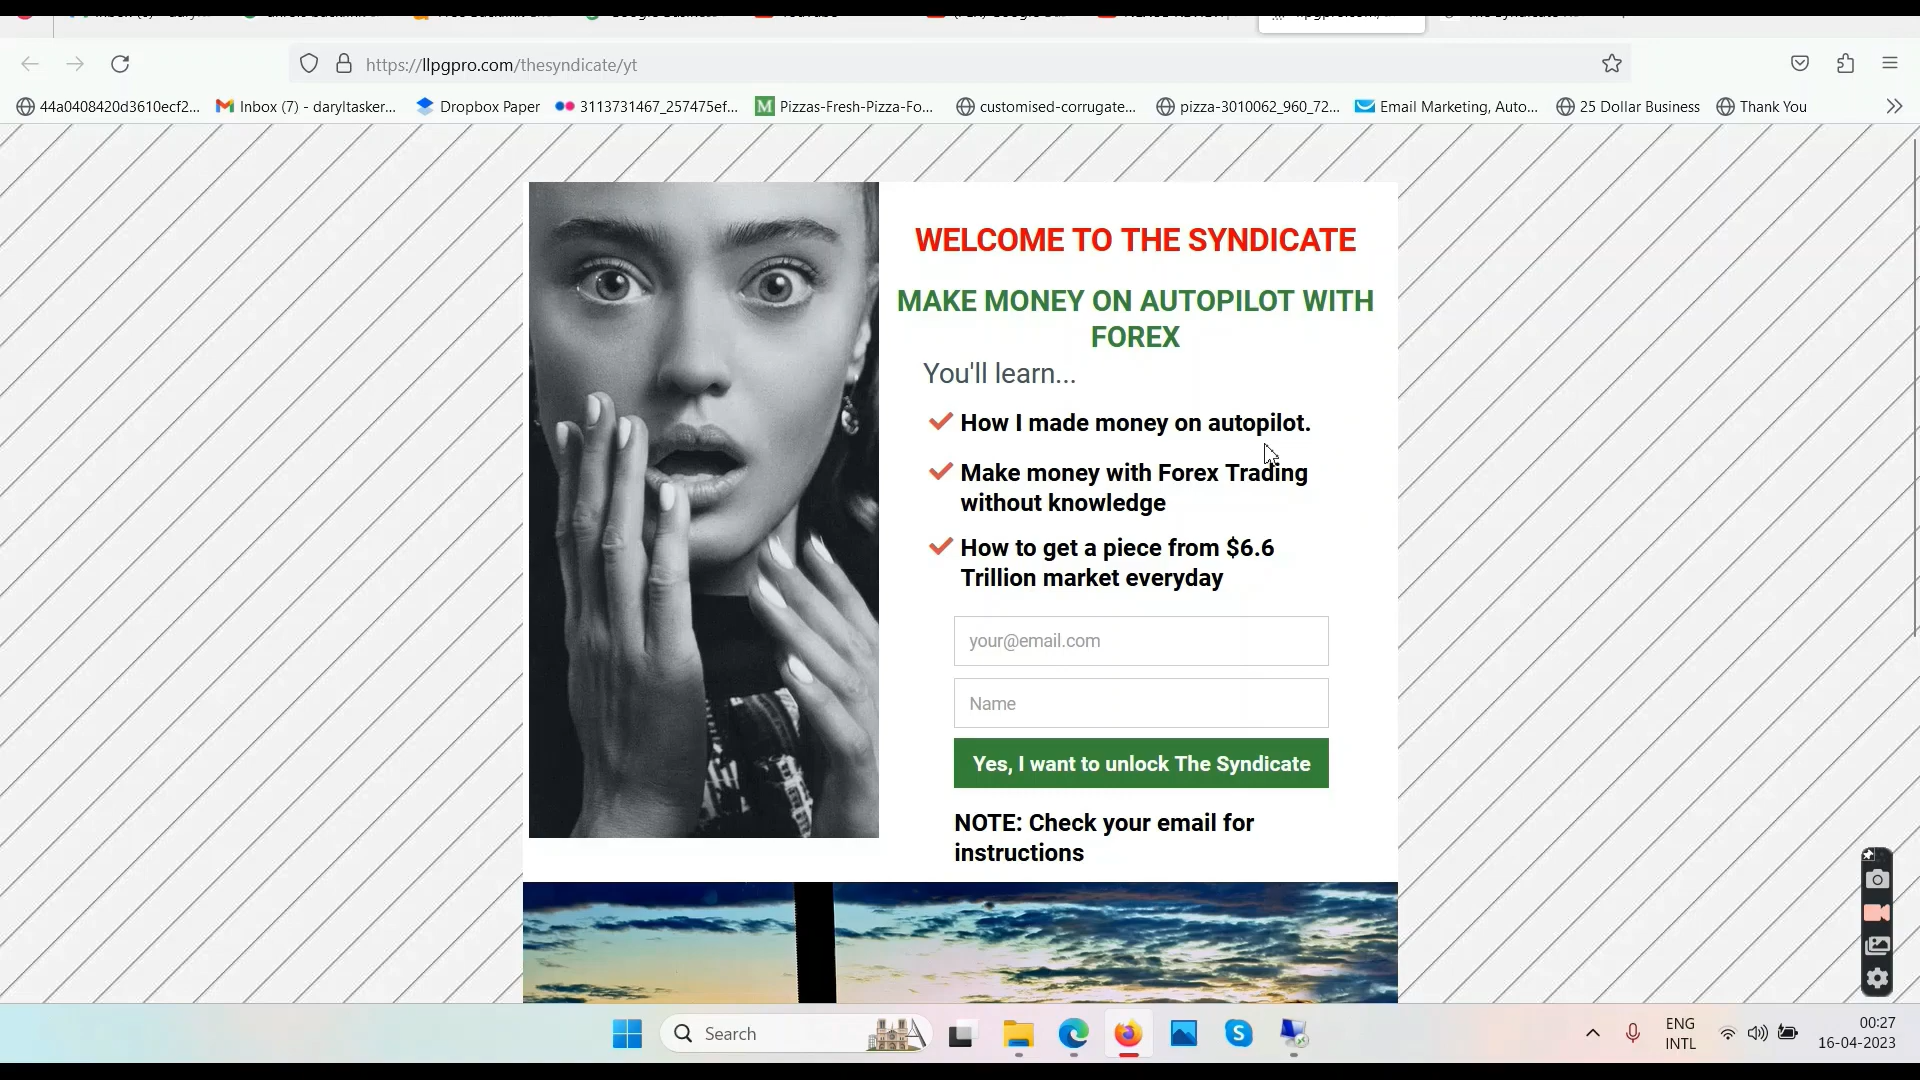 https://llpgpro.com/thesyndicate/yt
44a0408420d3610ecf2...
Inbox (7) - daryltasker...
Dropbox Paper
3113731467_257475ef...
Pizzas-Fresh-Pizza-Fo...
customised-corrugate...
pizza-3010062_960_72...
Email Marketing, Auto...
25 Dollar Business
Thank You
WELCOME TO THE SYNDICATE
MAKE MONEY ON AUTOPILOT WITH
FOREX
You'll learn...
How I made money on autopilot.
Make money with Forex Trading
without knowledge
How to get a piece from $6.6
Trillion market everyday
your@email.com
Name
Yes, I want to unlock The Syndicate
NOTE: Check your email for
instructions
Search
ENG
INTL
00:27
16-04-2023